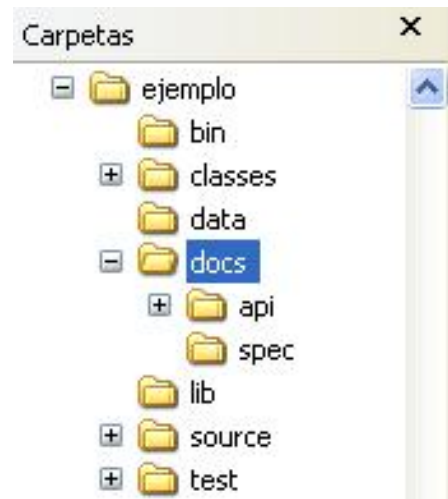 Carpetas
ejemplo
bin
classes
data
docs
api
spec
lib
source
test